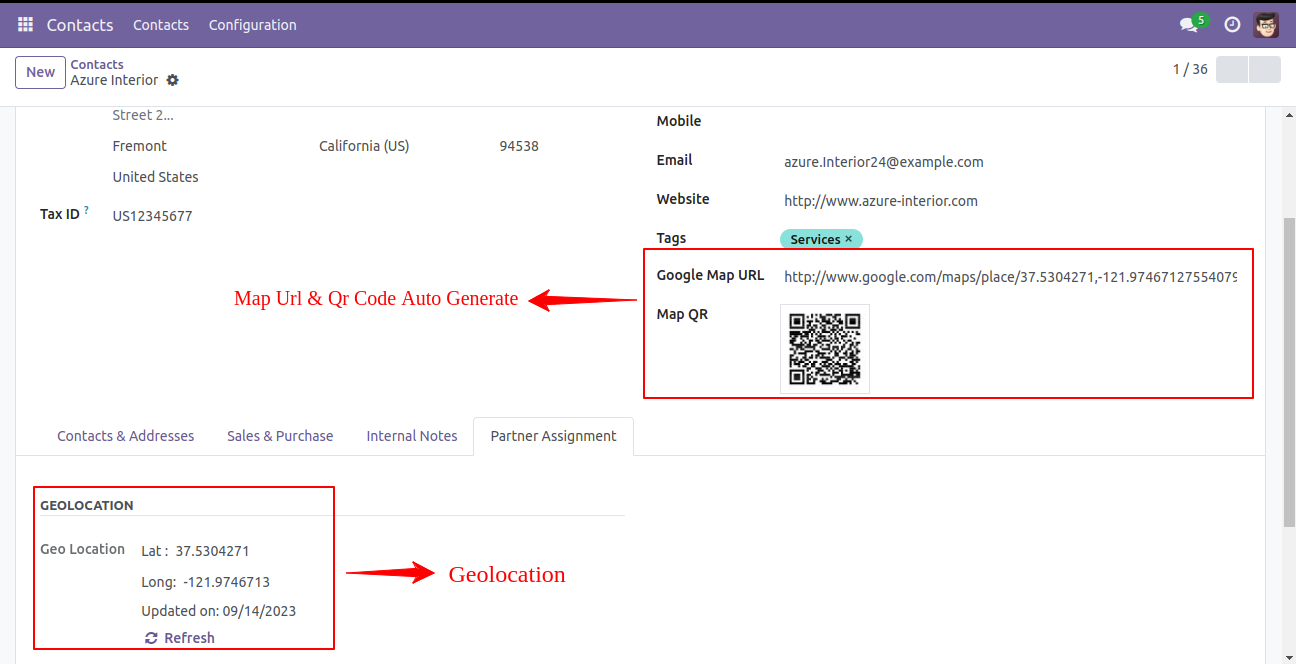 Contacts Contacts Configuration 5
New Contacts 1 / 36
Azure Interior
Street 2...
Fremont California (US) 94538
United States
Tax ID ? US12345677
Mobile
Email azure.Interior24@example.com
Website http://www.azure-interior.com
Tags Services ×
Google Map URL http://www.google.com/maps/place/37.5304271,-121.97467127554079
Map QR
Map Url & Qr Code Auto Generate
Contacts & Addresses Sales & Purchase Internal Notes Partner Assignment
GEOLOCATION
Geo Location Lat : 37.5304271
Long: -121.9746713
Updated on: 09/14/2023
Refresh
Geolocation